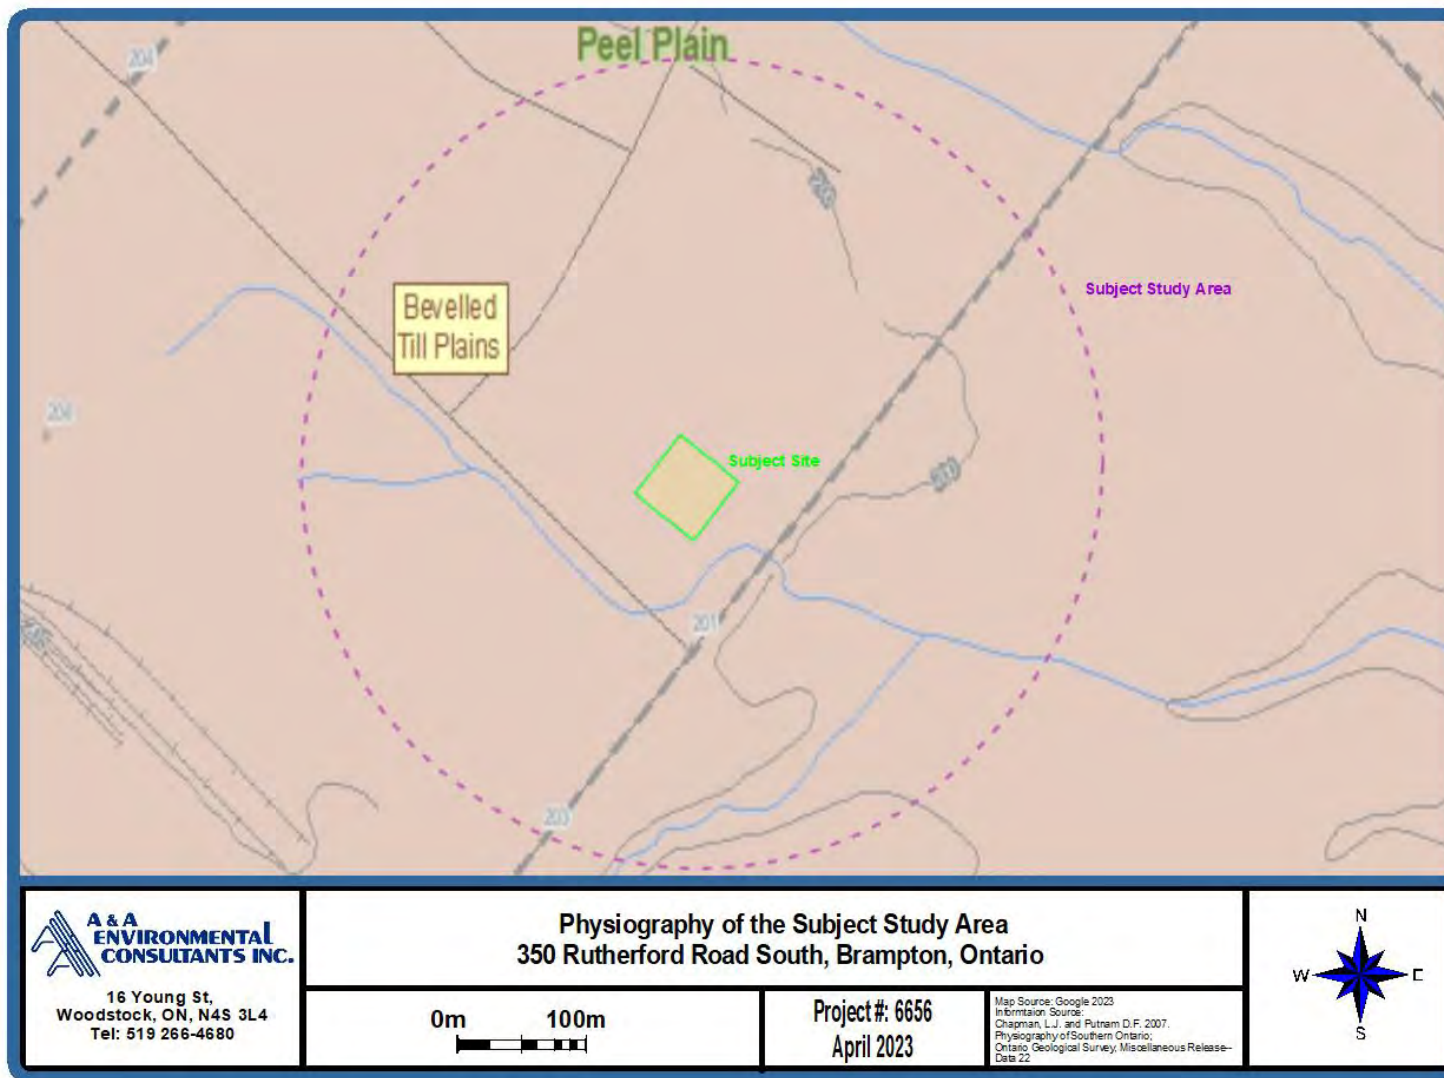 Peel Plain
204
202
Subject Study Area
Bevelled
Till Plains
204
Subject Site
200
201
203
A & A
ENVIRONMENTAL
CONSULTANTS INC.
16 Young St,
Woodstock, ON, N4S 3L4
Tel: 519 266-4680
Physiography of the Subject Study Area
350 Rutherford Road South, Brampton, Ontario
0m 100m
Project #: 6656
April 2023
Map Source: Google 2023
Informtaion Source:
Chapman, L.J. and Putnam D.F. 2007.
Physiography of Southern Ontario;
Ontario Geological Survey, Miscellaneous Release--
Data 22
N
W E
S